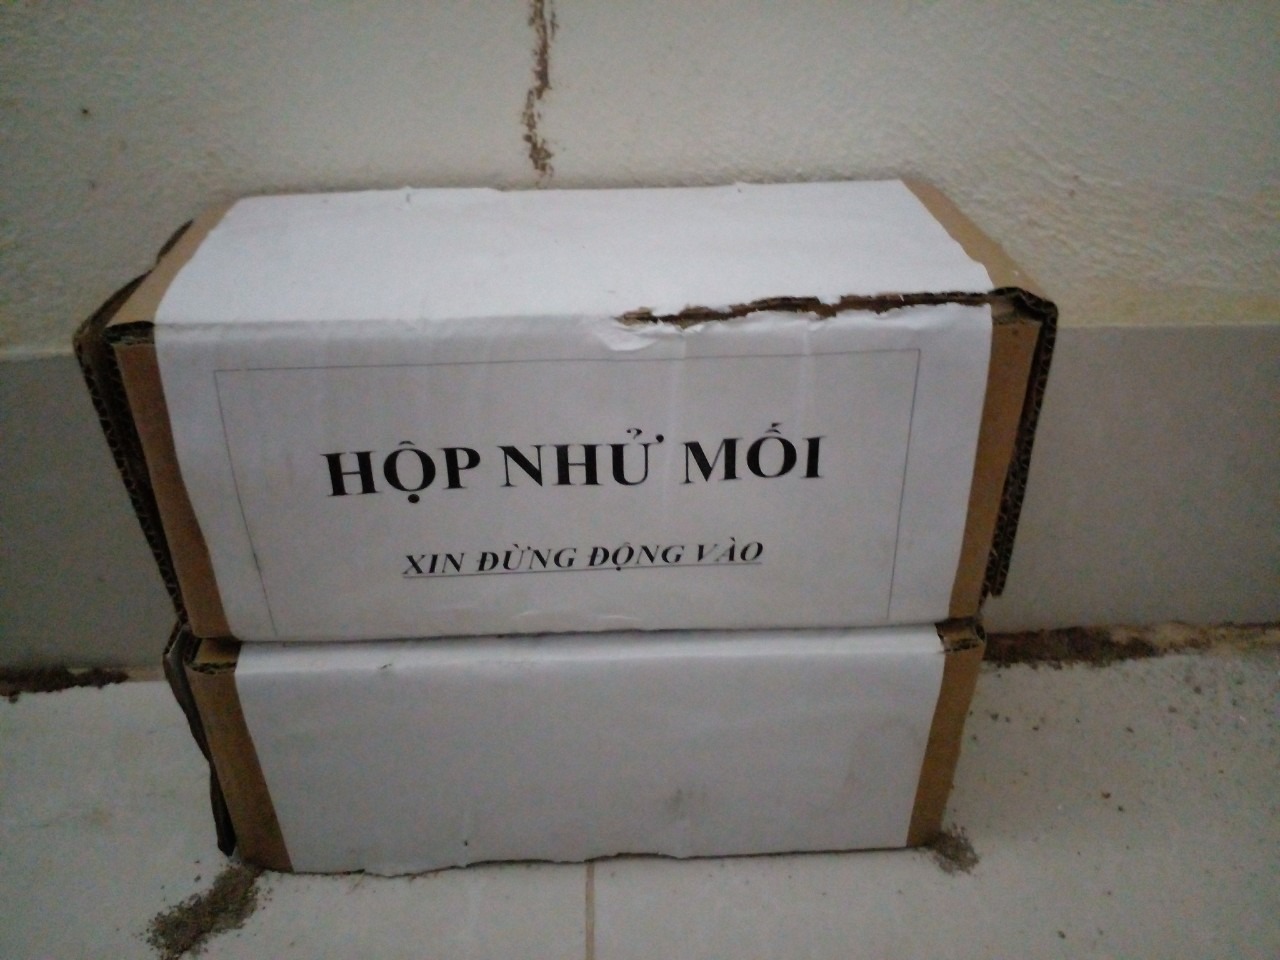 HỘP NHỬ MỐI
XIN ĐỪNG ĐỘNG VÀO